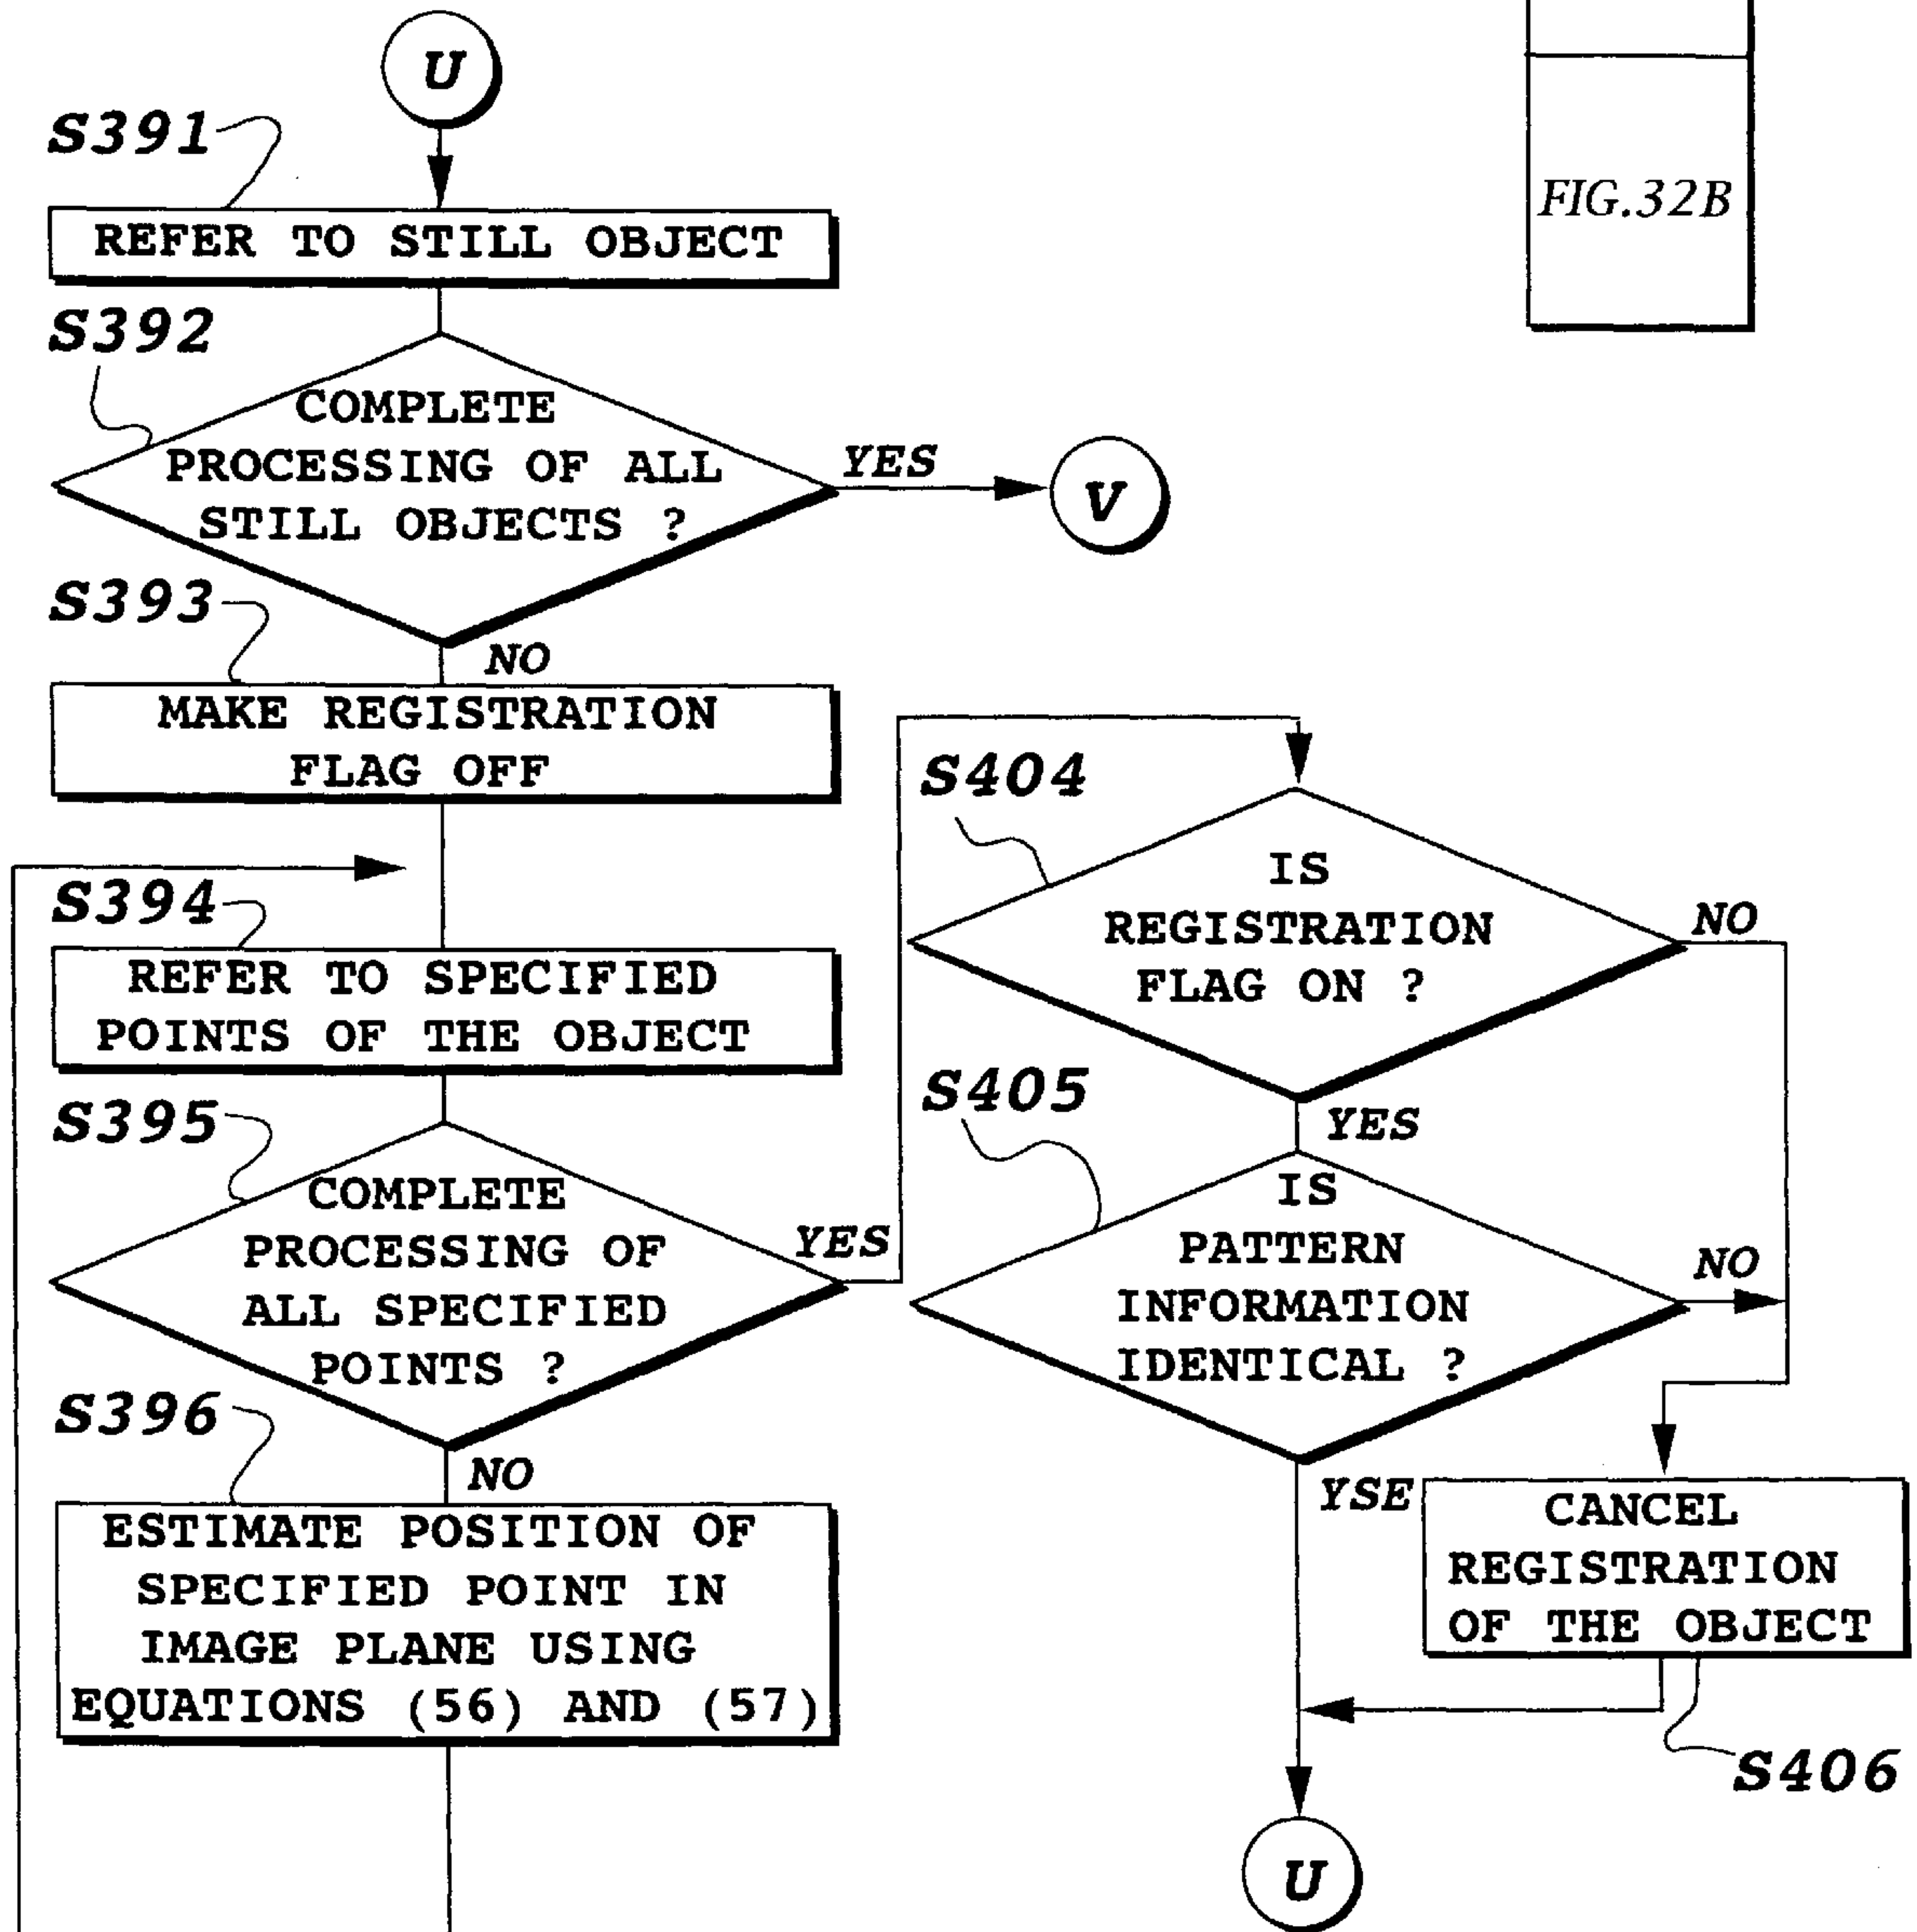 U
FIG.32B
S391
REFER TO STILL OBJECT
S392
COMPLETE
PROCESSING OF ALL
STILL OBJECTS ?
YES
V
S393
NO
MAKE REGISTRATION
FLAG OFF
S394
REFER TO SPECIFIED
POINTS OF THE OBJECT
S395
COMPLETE
PROCESSING OF
ALL SPECIFIED
POINTS ?
YES
S396
NO
ESTIMATE POSITION OF
SPECIFIED POINT IN
IMAGE PLANE USING
EQUATIONS (56) AND (57)
S404
IS
REGISTRATION
FLAG ON ?
NO
S405
YES
IS
PATTERN
INFORMATION
IDENTICAL ?
NO
YSE
CANCEL
REGISTRATION
OF THE OBJECT
S406
U